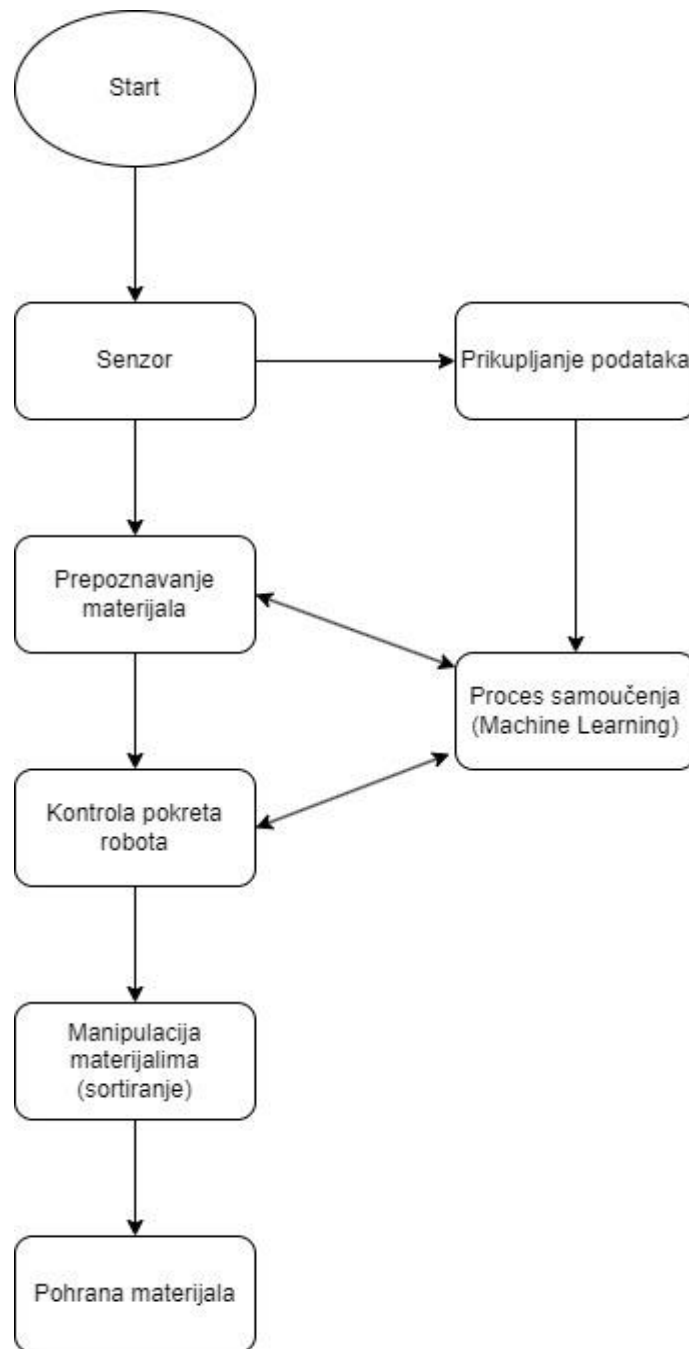 Start
Senzor
Prikupljanje podataka
Prepoznavanje
materijala
Proces samoučenja
(Machine Learning)
Kontrola pokreta
robota
Manipulacija
materijalima
(sortiranje)
Pohrana materijala